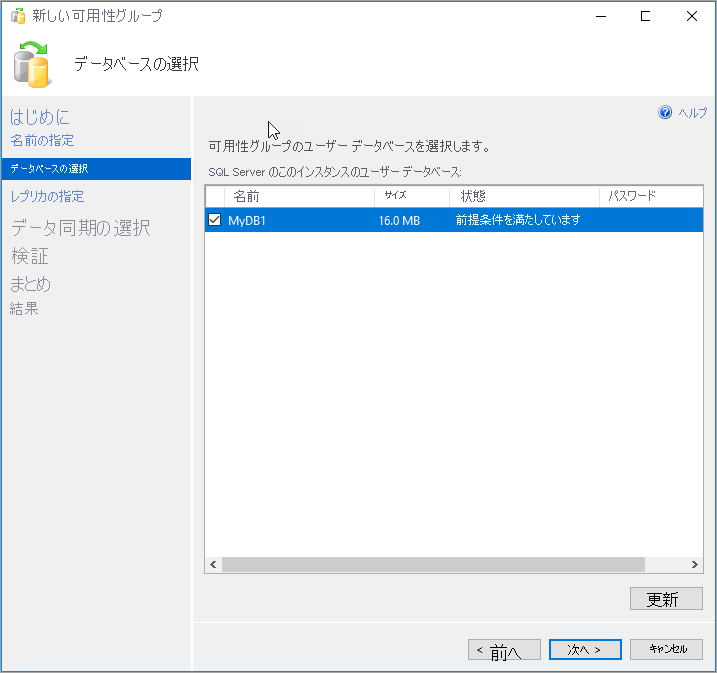 新しい可用性グループ
データベースの選択
ヘルプ
はじめに
名前の指定
データベースの選択
レプリカの指定
データ同期の選択
検証
まとめ
結果
可用性グループのユーザー データベースを選択します。
SQL Server のこのインスタンスのユーザー データベース:
名前 サイズ 状態 パスワード
MyDB1 16.0 MB 前提条件を満たしています
更新
< 前へ 次へ > キャンセル